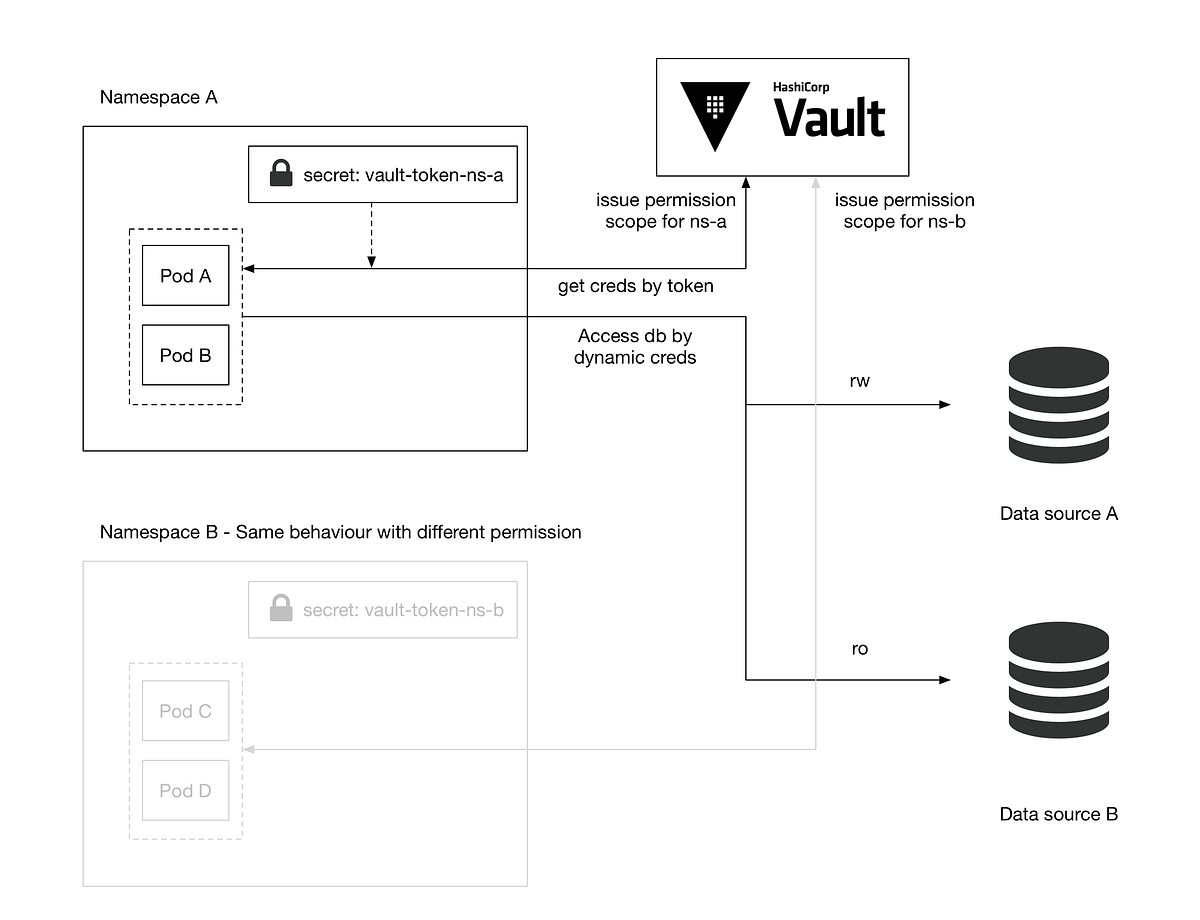 Namespace A
secret: vault-token-ns-a
Pod A
Pod B
HashiCorp
Vault
issue permission
scope for ns-a
issue permission
scope for ns-b
get creds by token
Access db by
dynamic creds
rw
Data source A
Namespace B - Same behaviour with different permission
secret: vault-token-ns-b
Pod C
Pod D
ro
Data source B